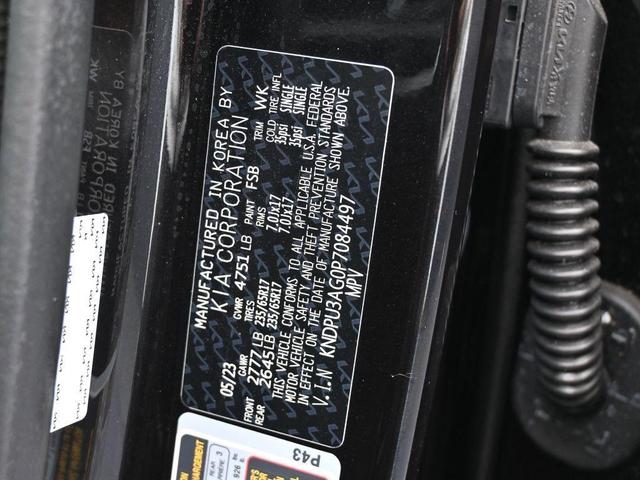 MANUFACTURED IN KOREA BY
KIA CORPORATION
05/23 GVWR 4751 LB PAINT FSB TRIM WK
GAWR TIRES RIMS COLD TIRE INFL
FRONT 2777 LB 235/65R17 7.0Jx17 35psi SINGLE
REAR 2645 LB 235/65R17 7.0Jx17 35psi SINGLE
THIS VEHICLE CONFORMS TO ALL APPLICABLE U.S.A. FEDERAL
MOTOR VEHICLE SAFETY AND THEFT PREVENTION STANDARDS
IN EFFECT ON THE DATE OF MANUFACTURE SHOWN ABOVE.
V.I.N KNDPU3AG0P7084497
MPV
P43
REAR